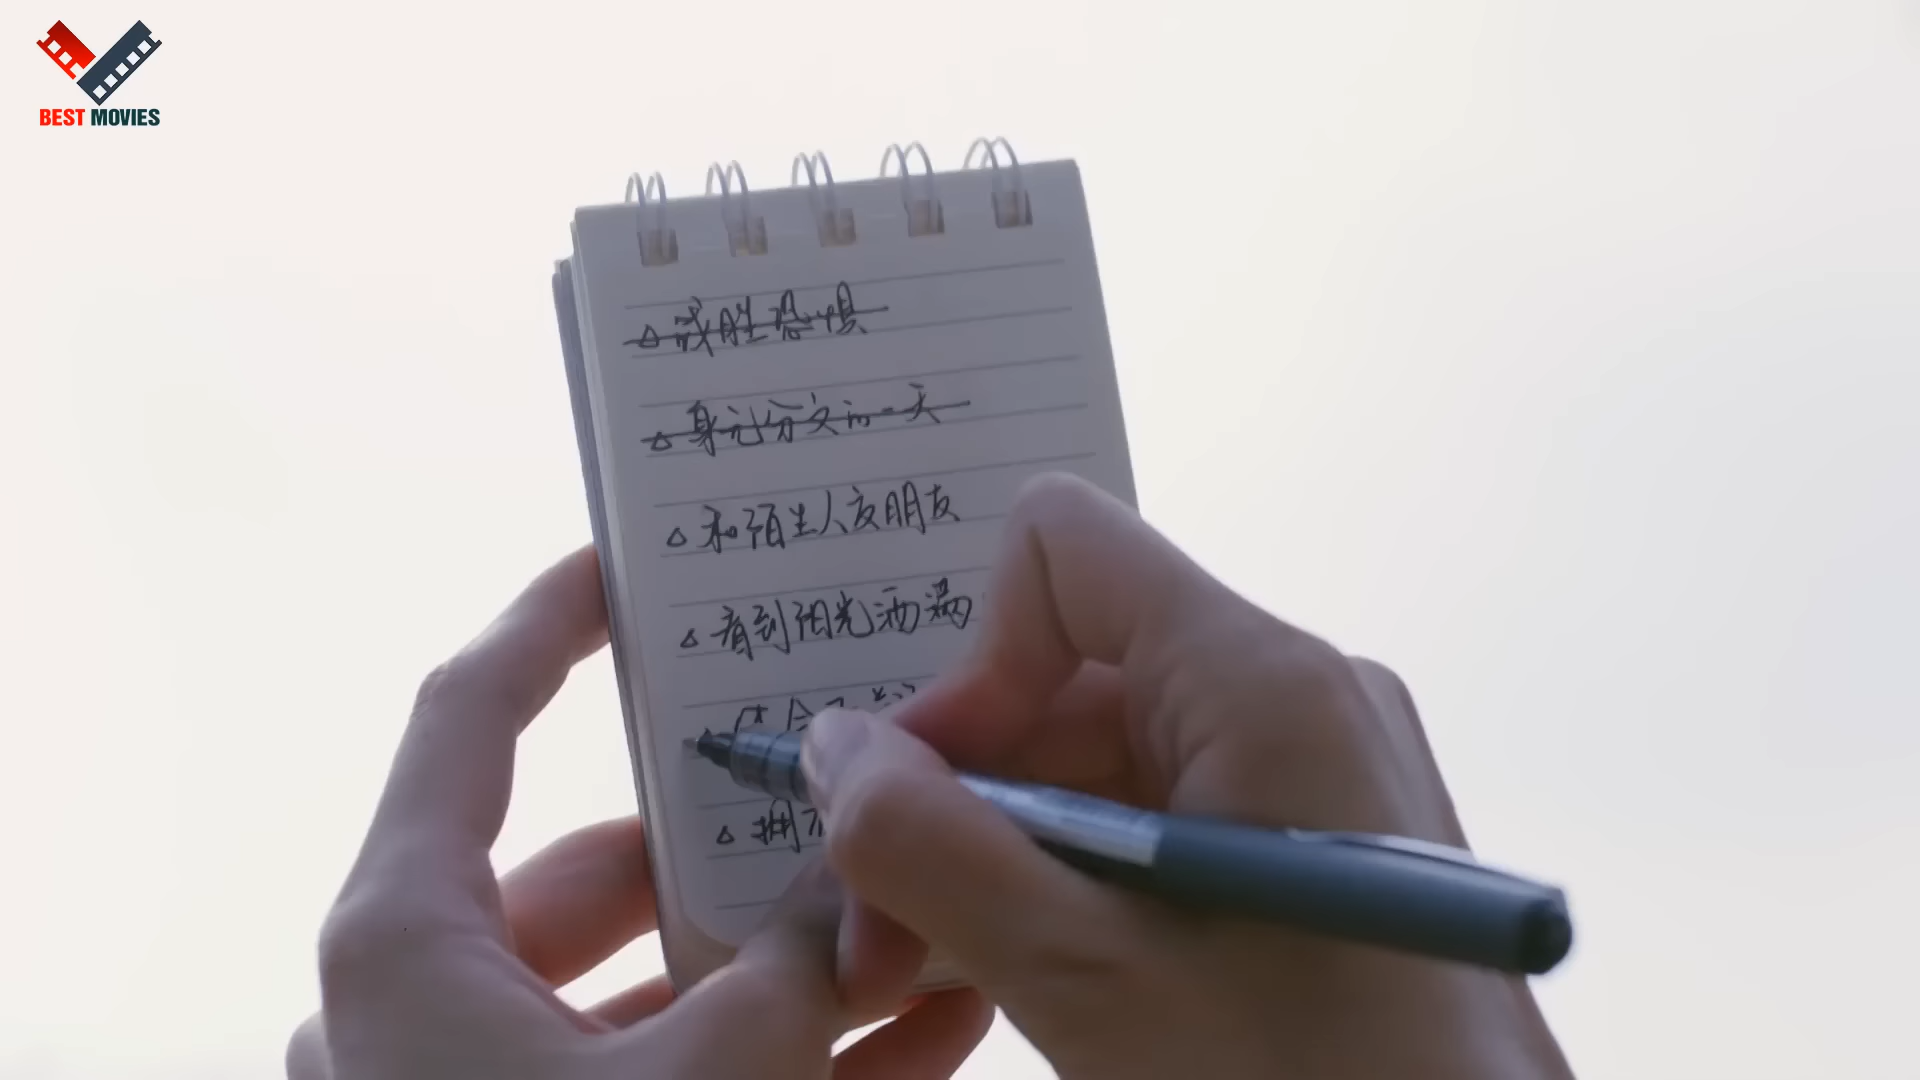 BEST MOVIES
△ 战胜恐惧
△ 身无分文的一天
△ 和陌生人交朋友
△ 看到阳光洒满
△ 拥